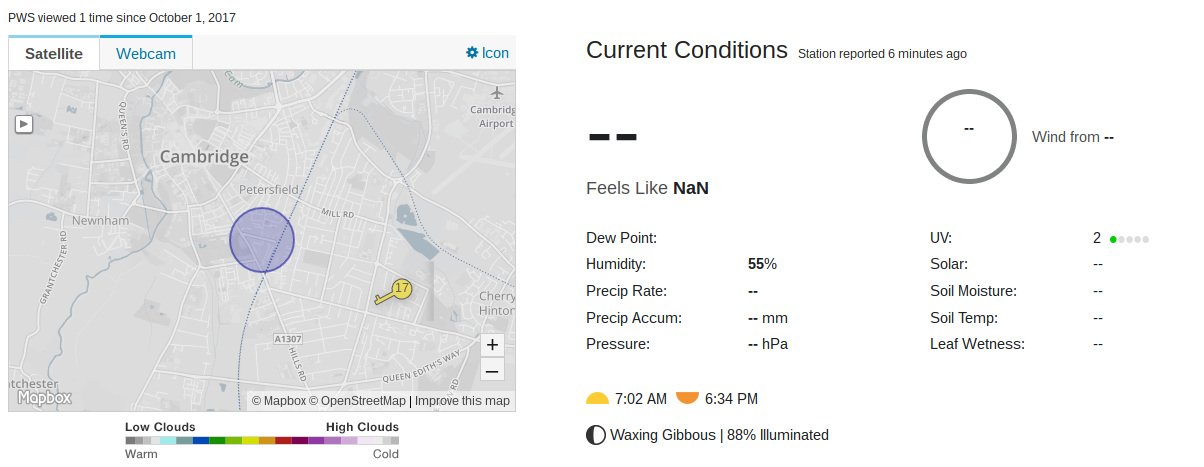 PWS viewed 1 time since October 1, 2017
Satellite
Webcam
Icon
Cambridge
Cambridg
Airport
QUEEN'S RD
Petersfield
MILL RD
Newnham
GRANTCHESTER RD
17
Cherry
Hinton
A1307
HILLS RD
QUEEN EDITH'S WAY
RD
ntchester
+
−
Mapbox
© Mapbox © OpenStreetMap | Improve this map
Low Clouds High Clouds
Warm Cold
Current Conditions Station reported 6 minutes ago
--
--
Wind from --
Feels Like NaN
Dew Point:
Humidity: 55%
Precip Rate: --
Precip Accum: -- mm
Pressure: -- hPa
UV: 2
Solar: --
Soil Moisture: --
Soil Temp: --
Leaf Wetness: --
7:02 AM 6:34 PM
Waxing Gibbous | 88% Illuminated